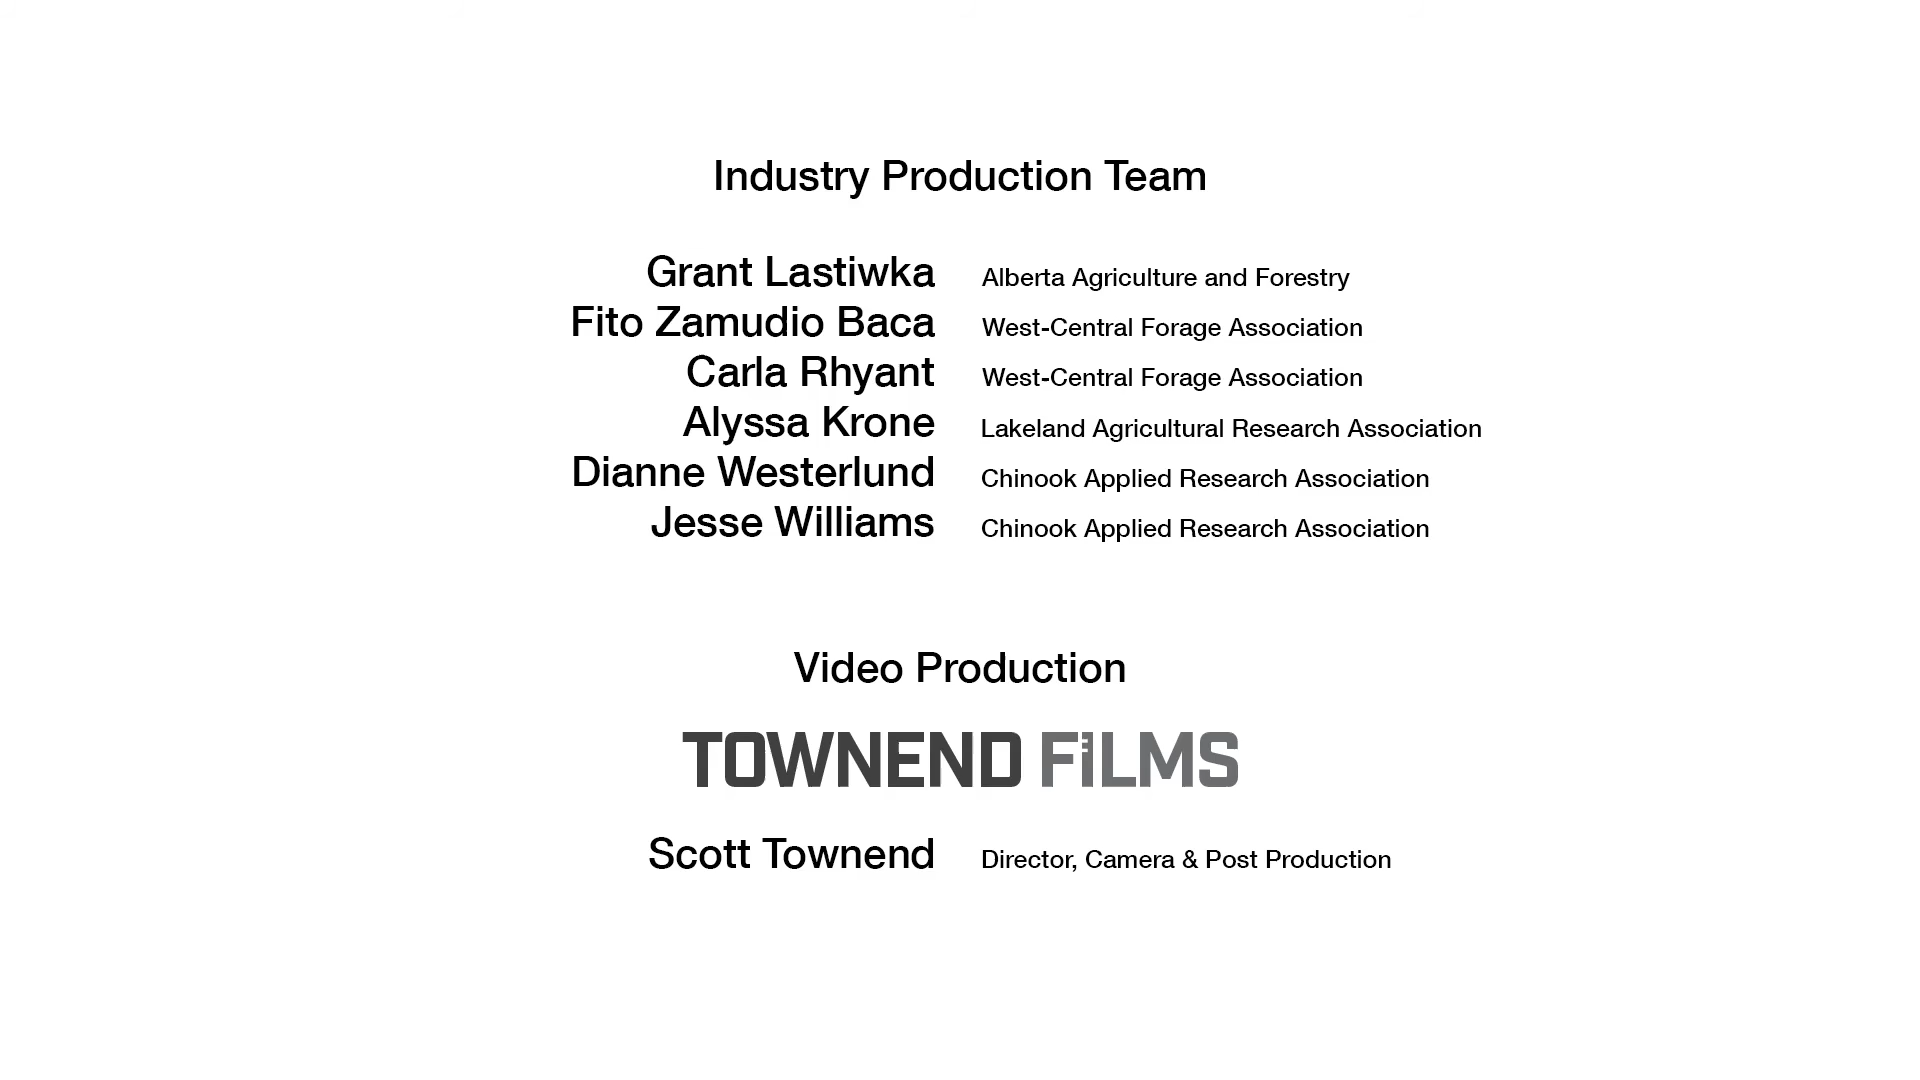 Industry Production Team
Grant Lastiwka Alberta Agriculture and Forestry
Fito Zamudio Baca West-Central Forage Association
Carla Rhyant West-Central Forage Association
Alyssa Krone Lakeland Agricultural Research Association
Dianne Westerlund Chinook Applied Research Association
Jesse Williams Chinook Applied Research Association
Video Production
TOWNEND FiLMS
Scott Townend Director, Camera & Post Production